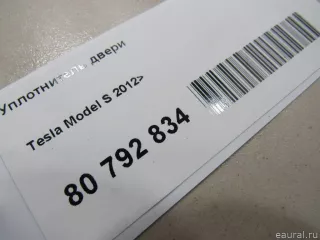 Уплотнитель двери
Tesla Model S 2012>
80 792 834
eaural.ru